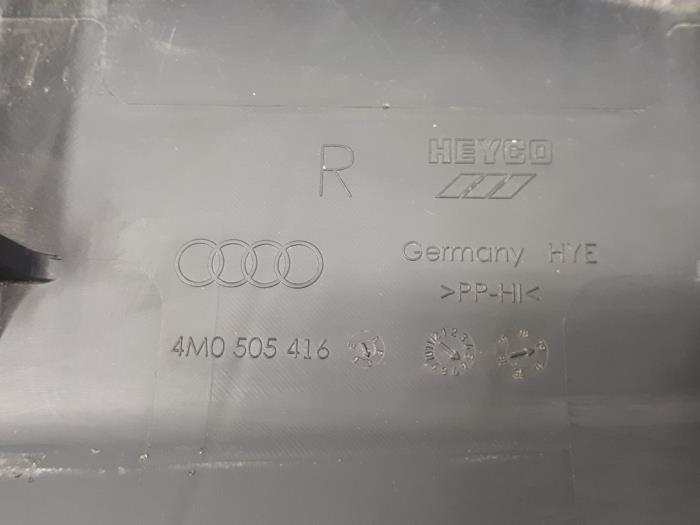 R
HEYCO
Germany HYE
>PP-HI<
4M0 505 416